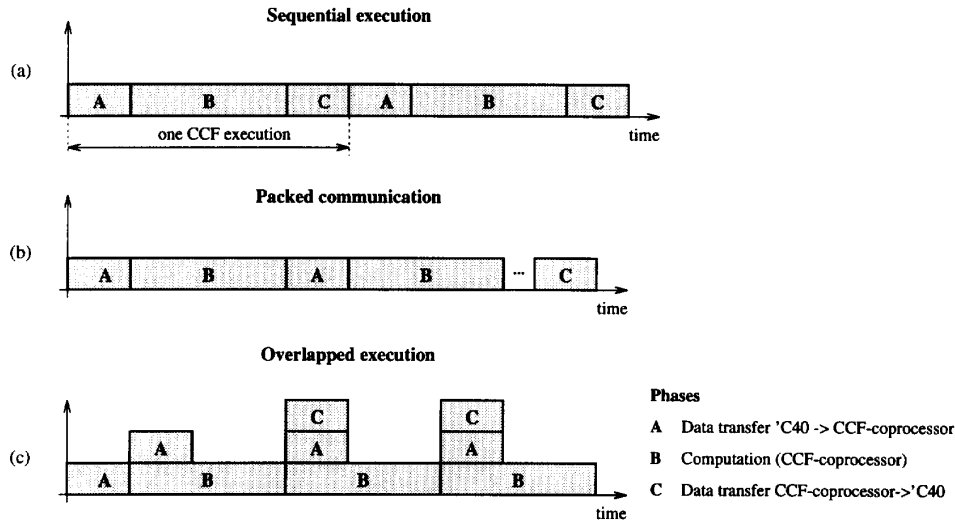 Sequential execution
(a)
A B C A B C
time
one CCF execution
Packed communication
(b)
A B A B ... C
time
Overlapped execution
C C
A A A
(c)
A B B B
time
Phases
A Data transfer 'C40 -> CCF-coprocessor
B Computation (CCF-coprocessor)
C Data transfer CCF-coprocessor->'C40